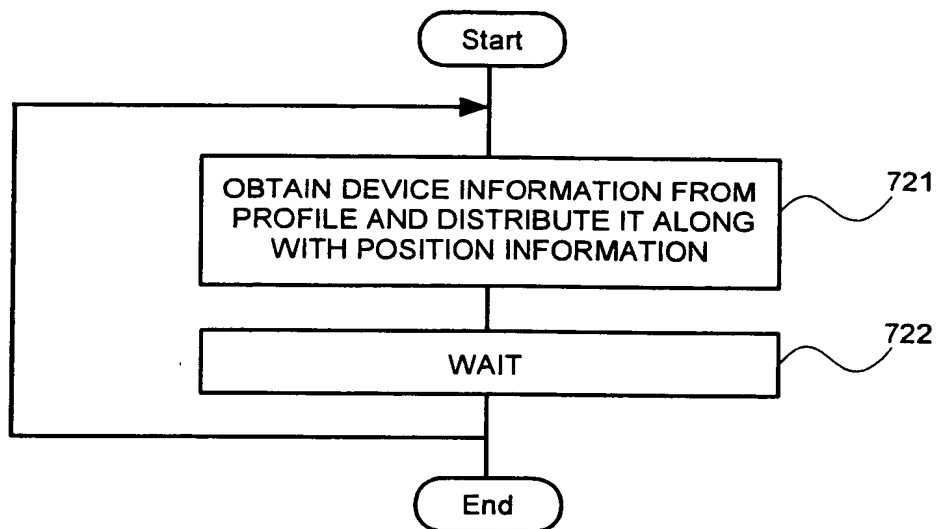 Start
OBTAIN DEVICE INFORMATION FROM
PROFILE AND DISTRIBUTE IT ALONG
WITH POSITION INFORMATION
721
WAIT
722
End